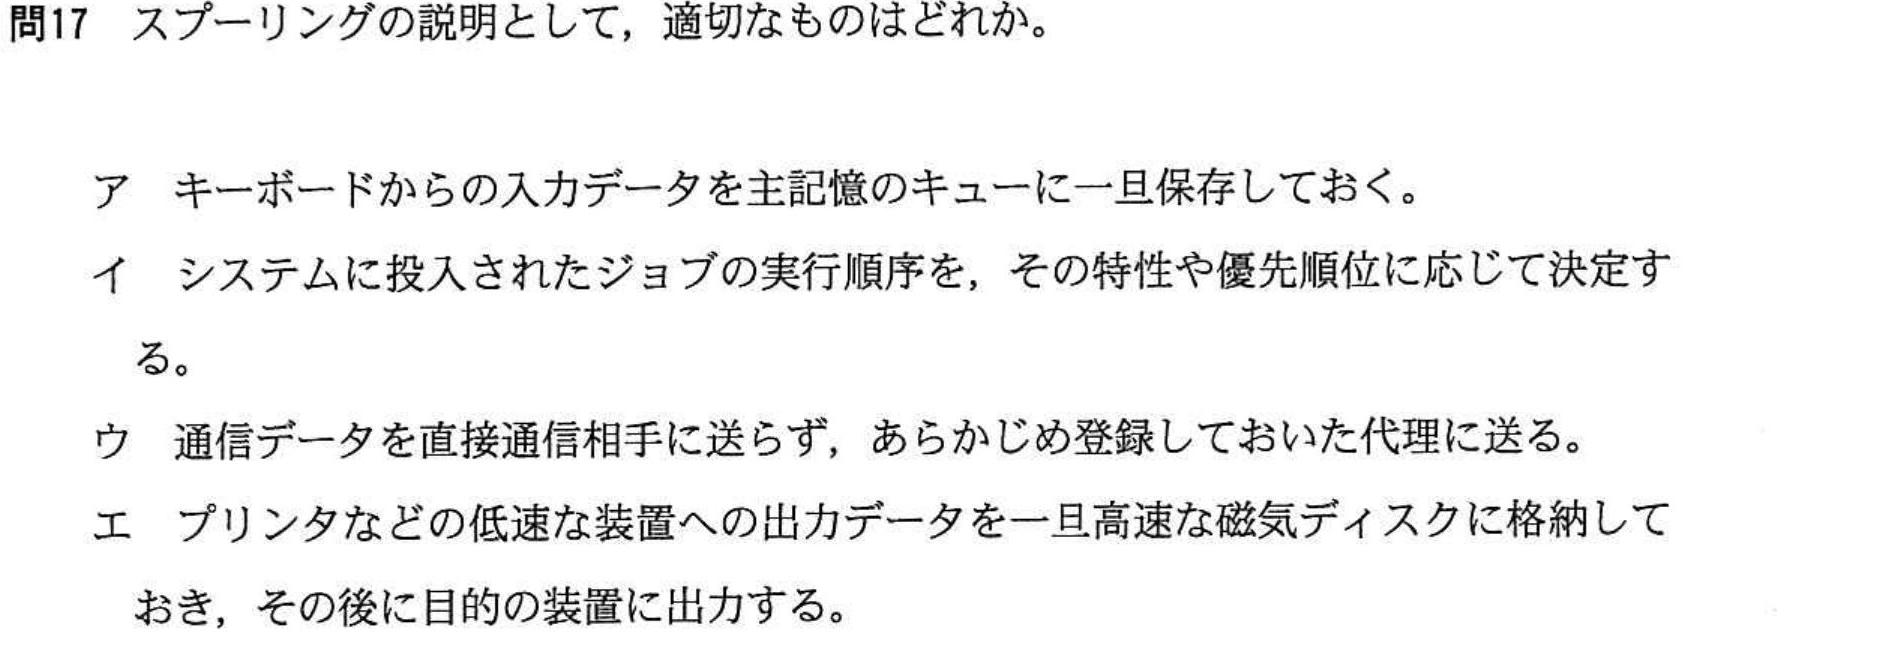 問17 スプーリングの説明として，適切なものはどれか。
ア キーボードからの入力データを主記憶のキューに一旦保存しておく。
イ システムに投入されたジョブの実行順序を，その特性や優先順位に応じて決定す
る。
ウ 通信データを直接通信相手に送らず，あらかじめ登録しておいた代理に送る。
エ プリンタなどの低速な装置への出力データを一旦高速な磁気ディスクに格納して
おき，その後に目的の装置に出力する。